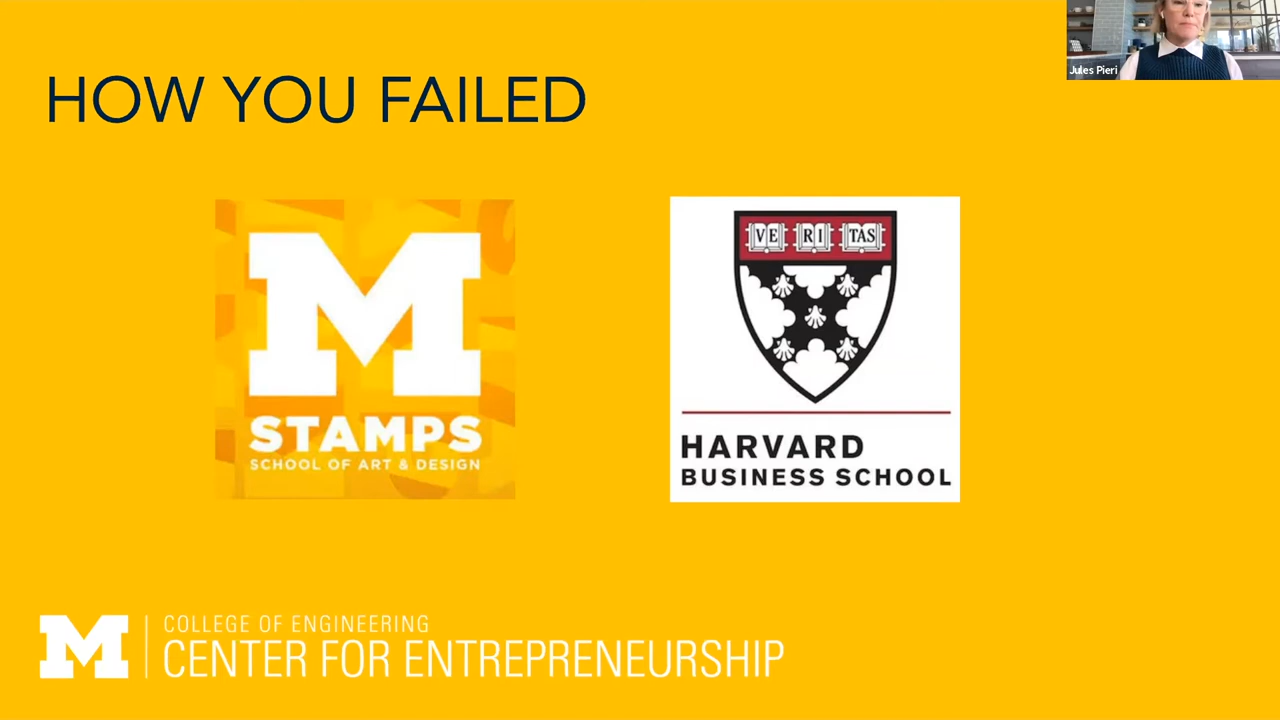 Jules Pieri
HOW YOU FAILED
M
STAMPS
SCHOOL OF ART & DESIGN
VE RI TAS
HARVARD
BUSINESS SCHOOL
M
COLLEGE OF ENGINEERING
CENTER FOR ENTREPRENEURSHIP